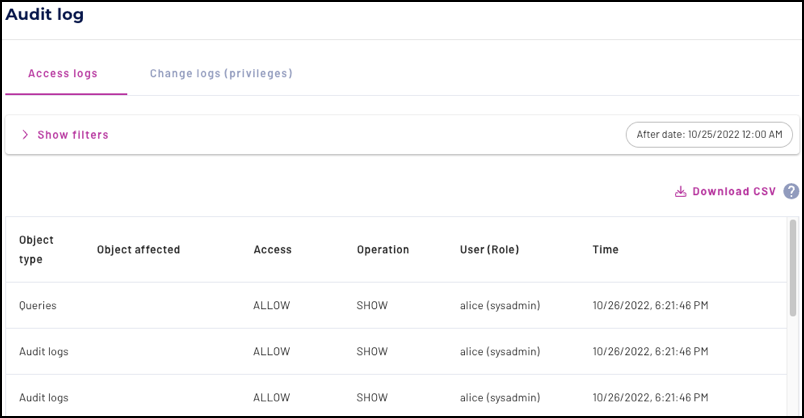 Audit log
Access logs Change logs (privileges)
Show filters After date: 10/25/2022 12:00 AM
Download CSV ?
Object type Object affected Access Operation User (Role) Time
Queries ALLOW SHOW alice (sysadmin) 10/26/2022, 6:21:46 PM
Audit logs ALLOW SHOW alice (sysadmin) 10/26/2022, 6:21:46 PM
Audit logs ALLOW SHOW alice (sysadmin) 10/26/2022, 6:21:46 PM